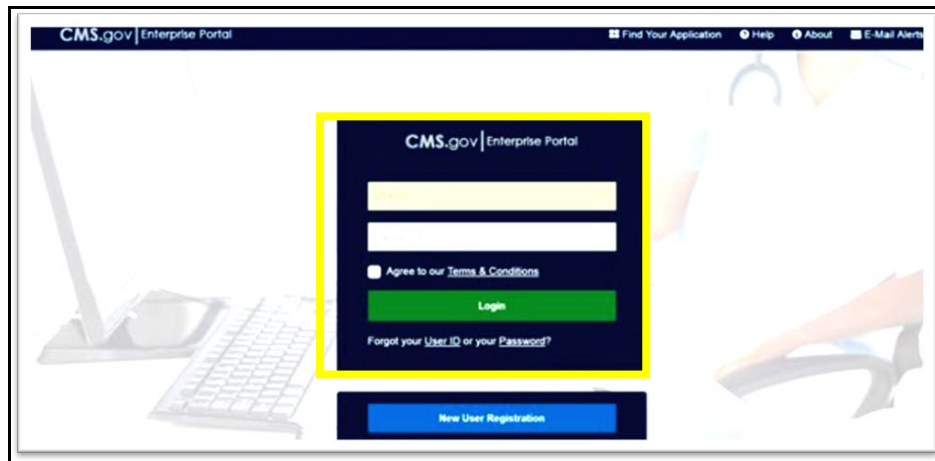 CMS.gov Enterprise Portal
Find Your Application Help About E-Mail Alerts
CMS.gov Enterprise Portal
Agree to our Terms & Conditions
Login
Forgot your User ID or your Password?
New User Registration